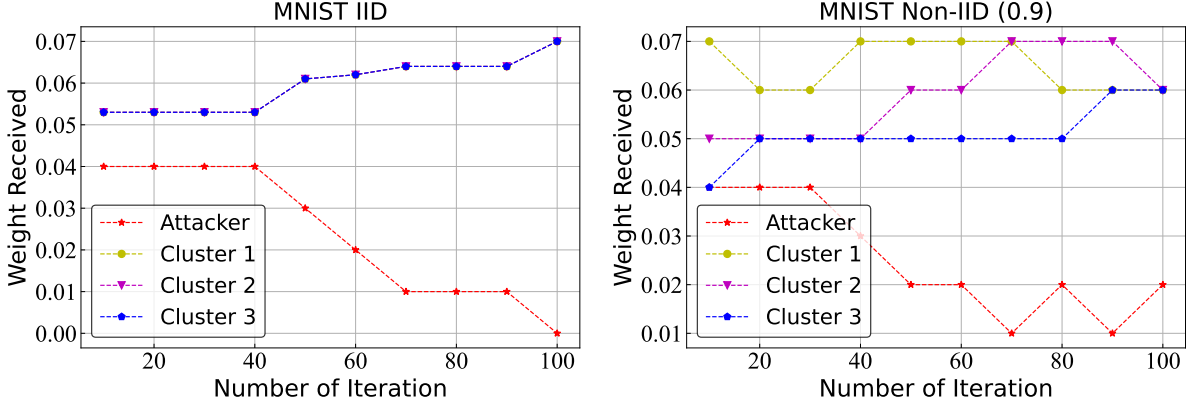 MNIST IID
Weight Received
0.07
0.06
0.05
0.04
0.03
0.02
0.01
0.00
Attacker
Cluster 1
Cluster 2
Cluster 3
20 40 60 80 100
Number of Iteration
MNIST Non-IID (0.9)
Weight Received
0.07
0.06
0.05
0.04
0.03
0.02
0.01
Attacker
Cluster 1
Cluster 2
Cluster 3
20 40 60 80 100
Number of Iteration